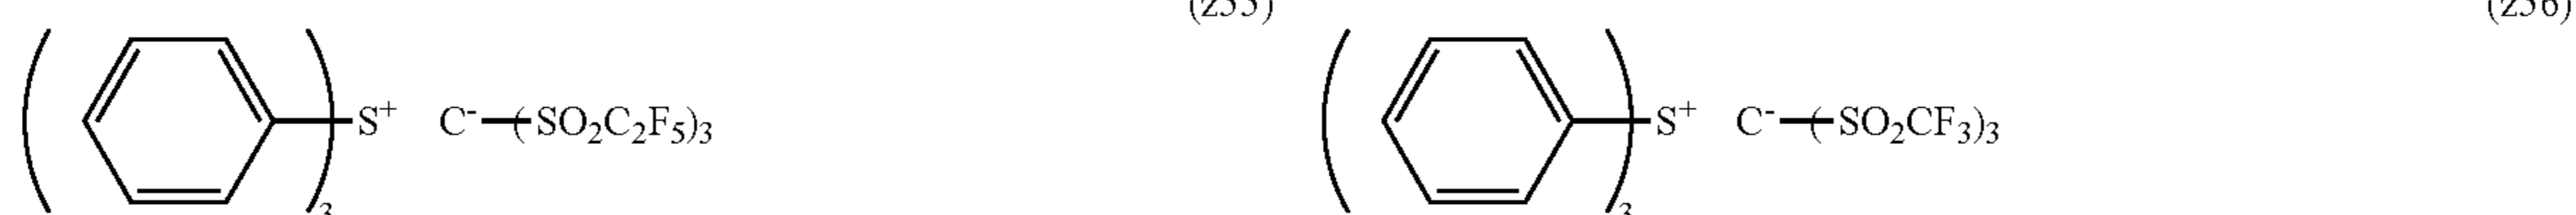 (z55) (z56)
S⁺ C⁻ (SO₂C₂F₅)₃ S⁺ C⁻ (SO₂CF₃)₃
3 3